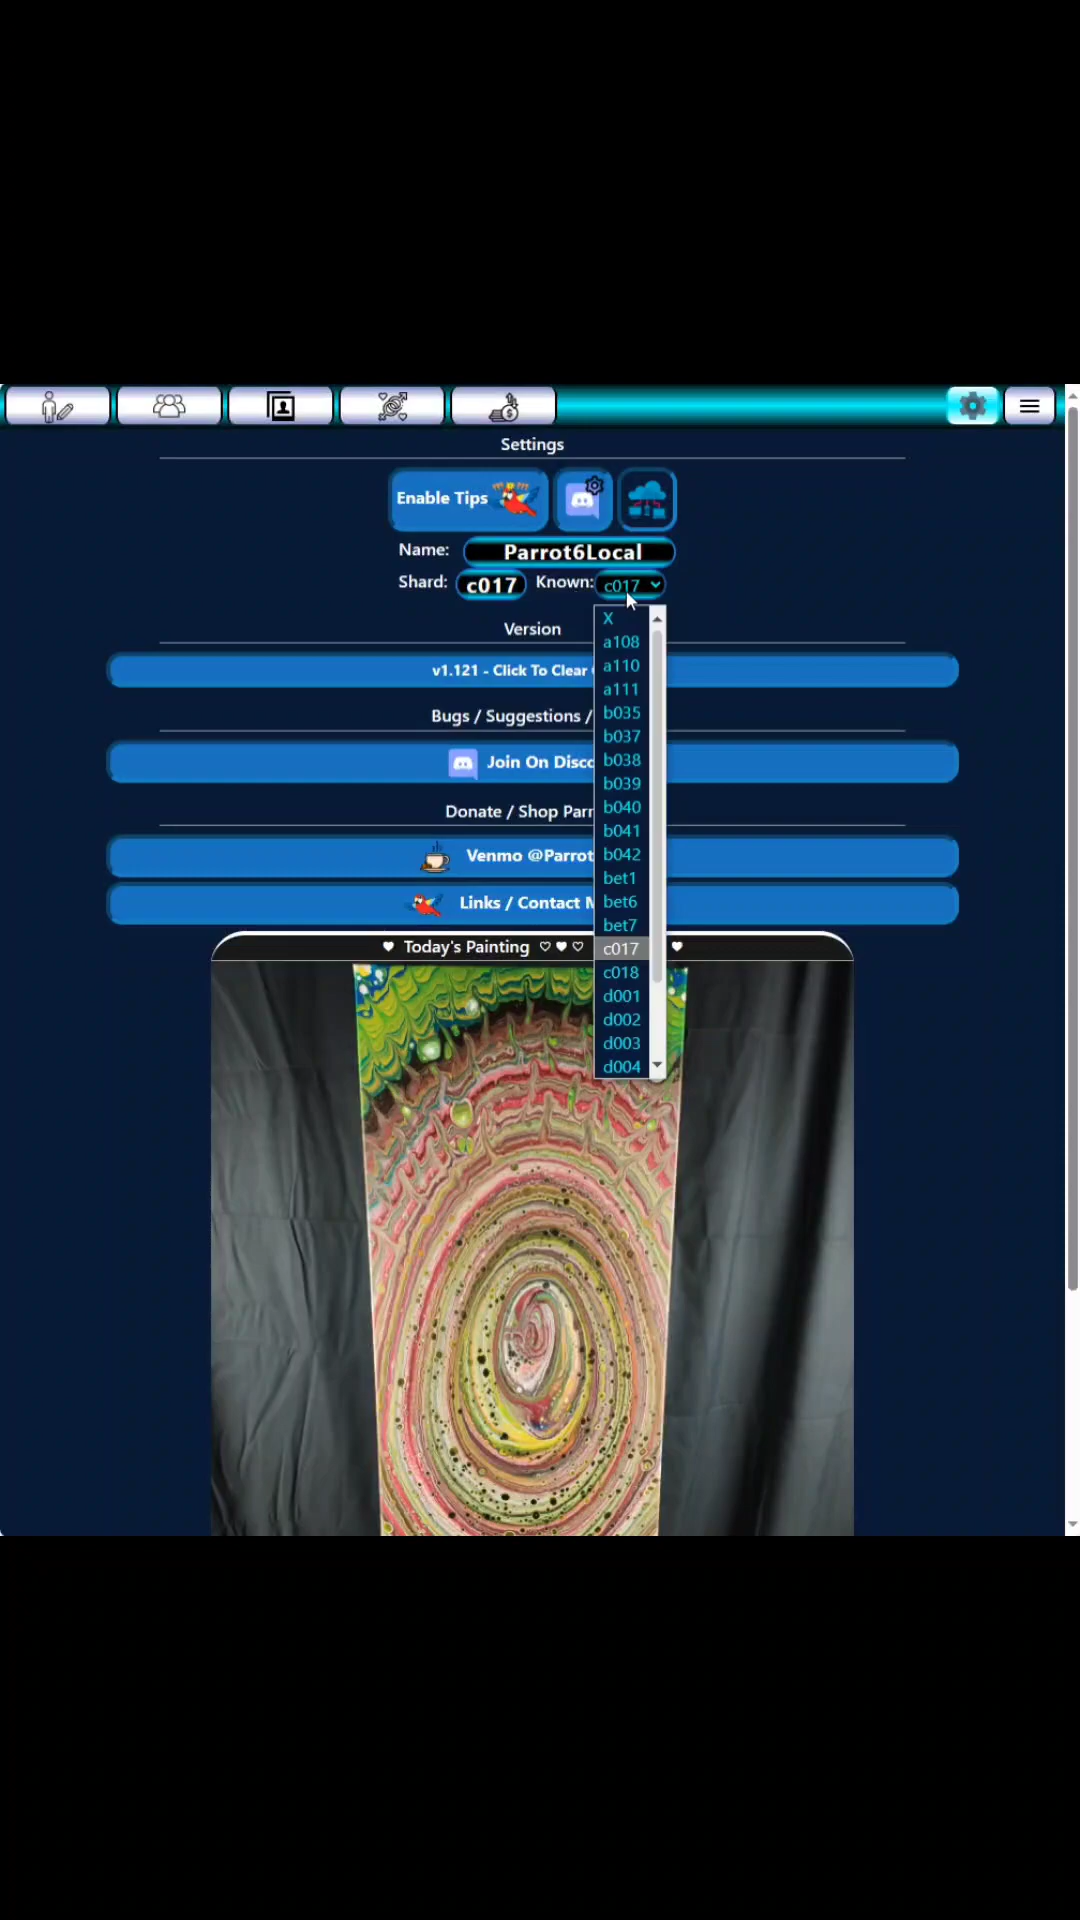 Settings
Enable Tips
Name: Parrot6Local
Shard: c017 Known: c017
X
a108
a110
a111
b035
b037
b038
b039
b040
b041
b042
bet1
bet6
bet7
c017
c018
d001
d002
d003
d004
Version
v1.121 - Click To Clear
Bugs / Suggestions /
Join On Disc
Donate / Shop Parr
Venmo @Parrot
Links / Contact M
♥ Today's Painting ♡ ♥ ♡ ♥